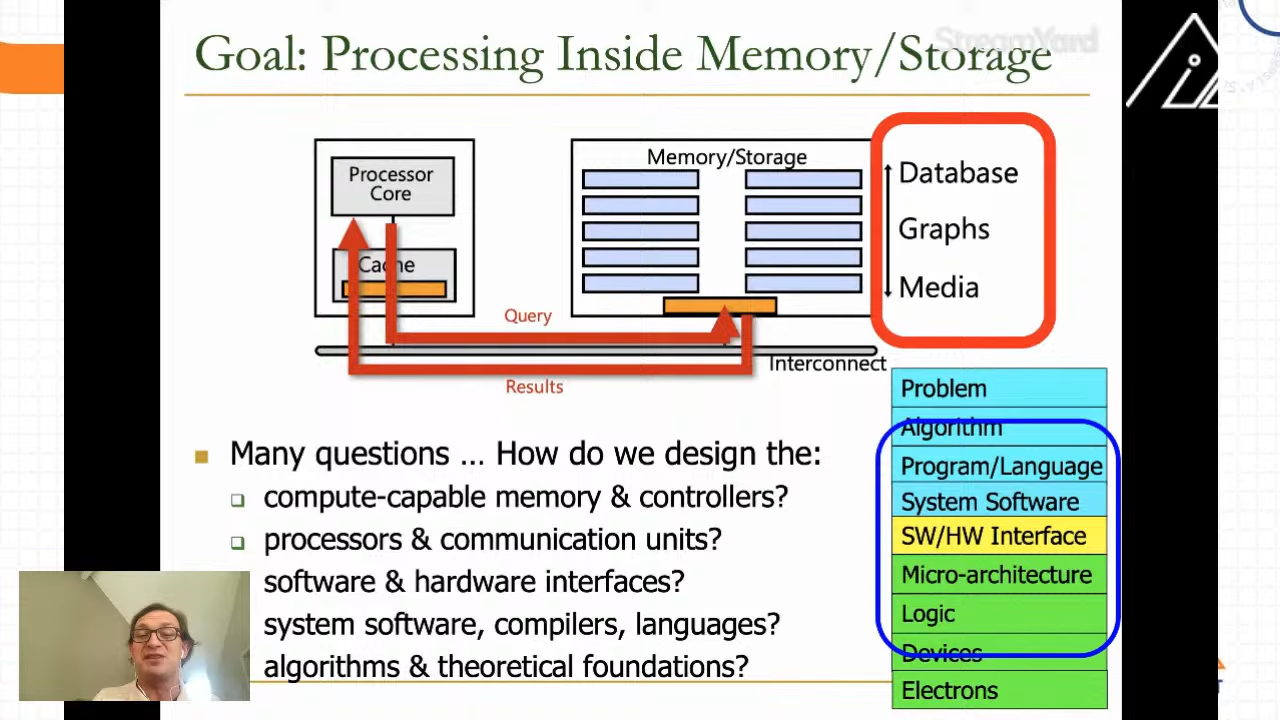 Goal: Processing Inside Memory/Storage
StreamYard
Processor
Core
Cache
Memory/Storage
Database
Graphs
Media
Query
Interconnect
Results
Many questions ... How do we design the:
compute-capable memory & controllers?
processors & communication units?
software & hardware interfaces?
system software, compilers, languages?
algorithms & theoretical foundations?
Problem
Algorithm
Program/Language
System Software
SW/HW Interface
Micro-architecture
Logic
Devices
Electrons